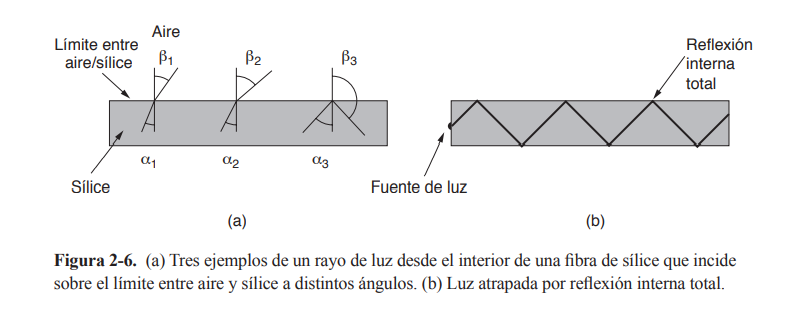 Aire
Límite entre
aire/sílice
β1
β2
β3
Sílice
α1
α2
α3
(a)
Reflexión
interna
total
Fuente de luz
(b)
Figura 2-6. (a) Tres ejemplos de un rayo de luz desde el interior de una fibra de sílice que incide
sobre el límite entre aire y sílice a distintos ángulos. (b) Luz atrapada por reflexión interna total.